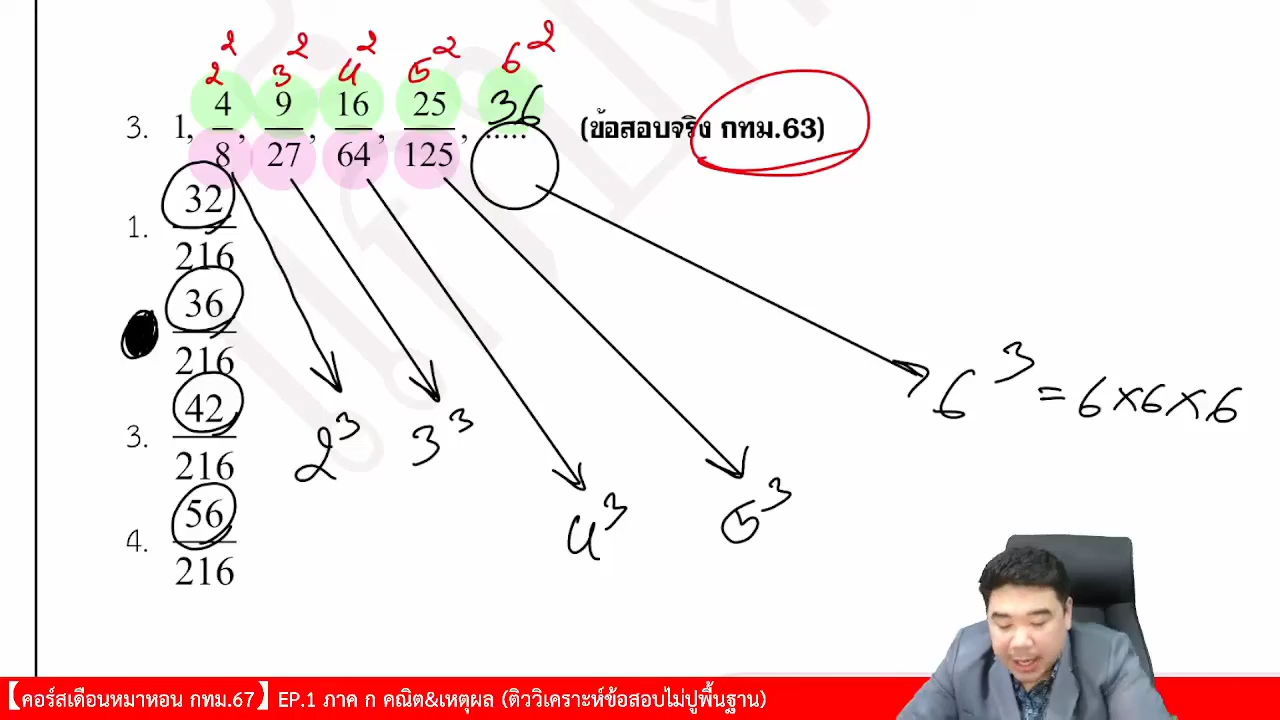 2² 3² 4² 5² 6²
3. 1, 4/8, 9/27, 16/64, 25/125, 36/..... (ข้อสอบจริง กทม.63)
1. 32/216
36/216
3. 42/216
4. 56/216
6³ = 6×6×6
2³ 3³
4³ 5³
【คอร์สเดือนหมาหอน กทม.67】 EP.1 ภาค ก คณิต&เหตุผล (ติววิเคราะห์ข้อสอบไม่ปูพื้นฐาน)